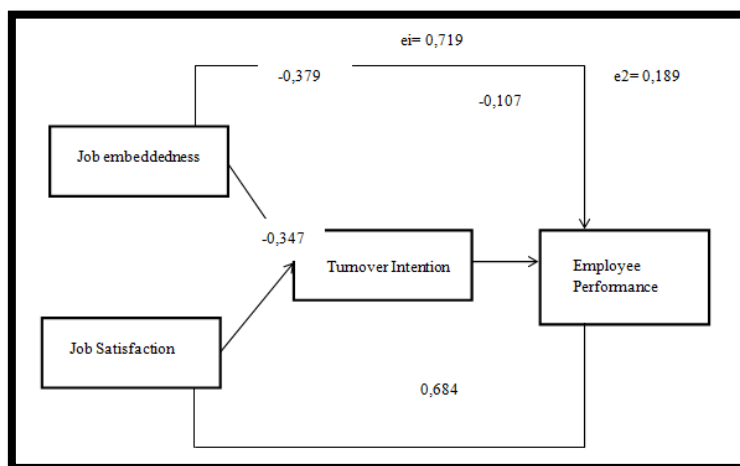 ei= 0,719
-0,379
e2= 0,189
-0,107
Job embeddedness
-0,347
Turnover Intention
Employee
Performance
Job Satisfaction
0,684